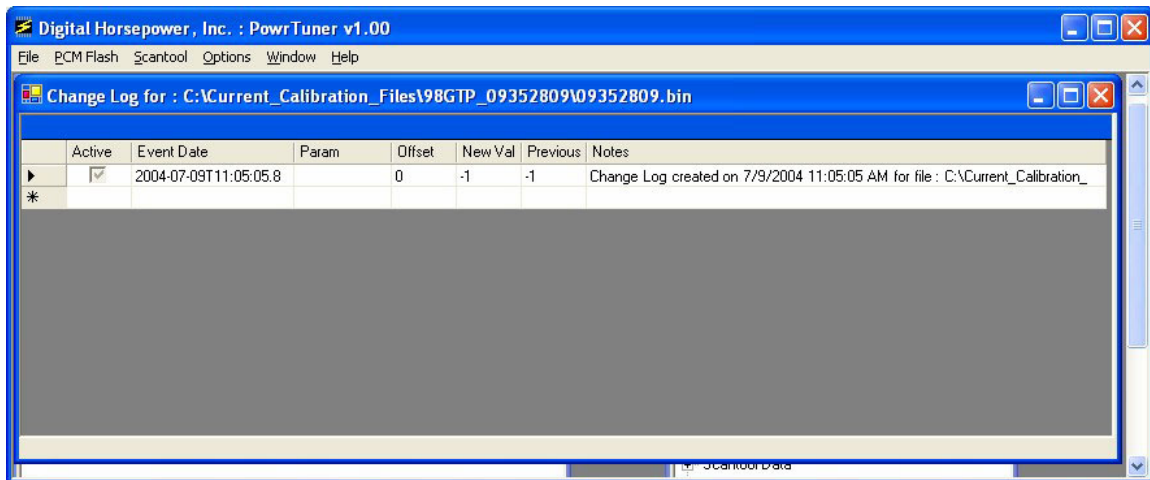 Digital Horsepower, Inc. : PowrTuner v1.00
File PCM Flash Scantool Options Window Help
Change Log for : C:\Current_Calibration_Files\98GTP_09352809\09352809.bin
Active Event Date Param Offset New Val Previous Notes
2004-07-09T11:05:05.8 0 -1 -1 Change Log created on 7/9/2004 11:05:05 AM for file : C:\Current_Calibration_
ScantoolData